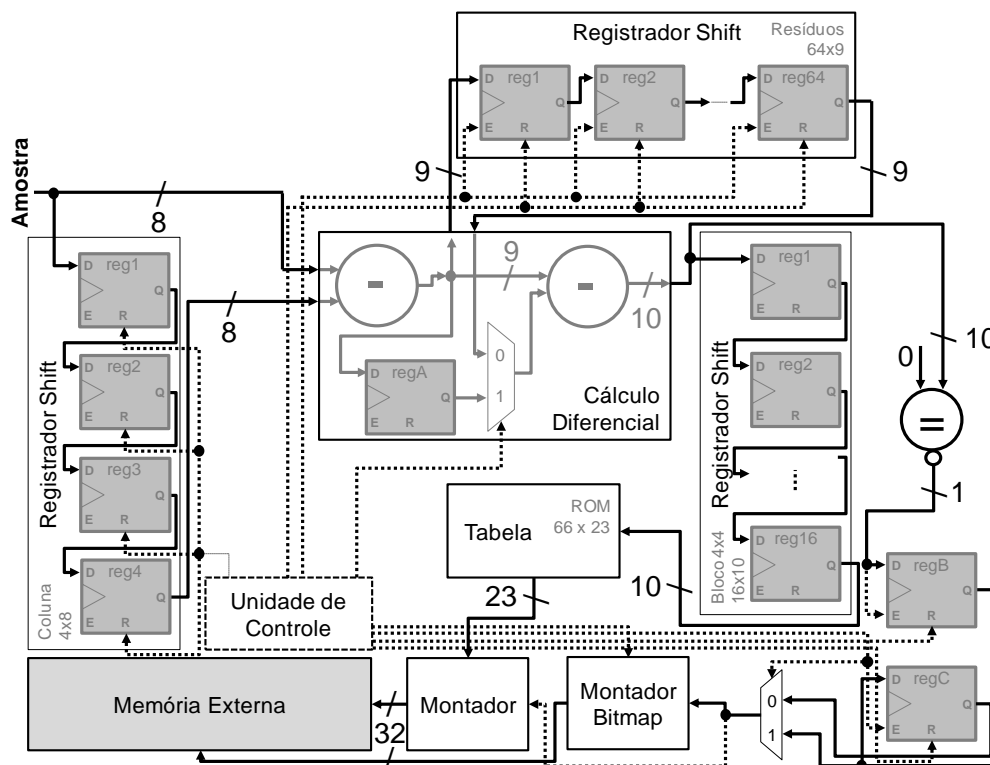 Registrador Shift
Resíduos
64x9
D reg1 Q E R
D reg2 Q E R
D reg64 Q E R
9
9
Amostra
8
8
Registrador Shift
Coluna
4x8
D reg1 Q E R
D reg2 Q E R
D reg3 Q E R
D reg4 Q E R
-
9
-
10
D regA Q
0
1
Cálculo
Diferencial
Registrador Shift
Bloco 4x4
16x10
D reg1 Q E R
D reg2 Q E R
....
D reg16 Q E R
10
0
=
1
Tabela
ROM
66 x 23
10
23
Unidade de
Controle
D regB Q E R
D regC Q E R
0
1
Memória Externa
32
32
Montador
Montador
Bitmap